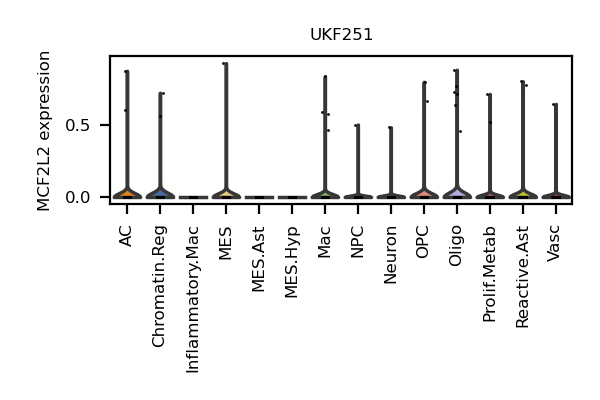 UKF251
MCF2L2 expression
0.5
0.0
AC
Chromatin.Reg
Inflammatory.Mac
MES
MES.Ast
MES.Hyp
Mac
NPC
Neuron
OPC
Oligo
Prolif.Metab
Reactive.Ast
Vasc